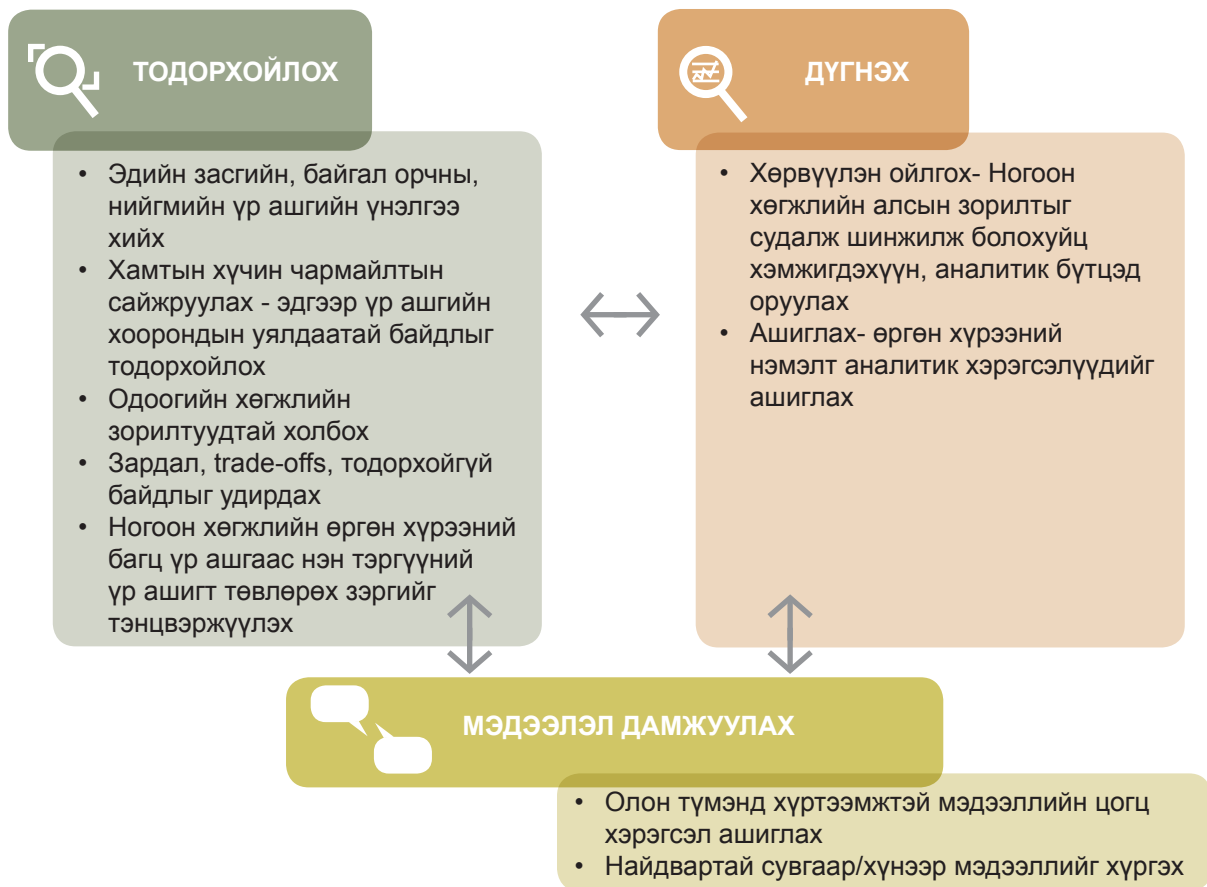 ТОДОРХОЙЛОХ
• Эдийн засгийн, байгал орчны,
нийгмийн үр ашгийн үнэлгээ
хийх
• Хамтын хүчин чармайлтын
сайжруулах - эдгээр үр ашгийн
хоорондын уялдаатай байдлыг
тодорхойлох
• Одоогийн хөгжлийн
зорилтуудтай холбох
• Зардал, trade-offs, тодорхойгүй
байдлыг удирдах
• Ногоон хөгжлийн өргөн хүрээний
багц үр ашгаас нэн тэргүүний
үр ашигт төвлөрөх зэргийг
тэнцвэржүүлэх
ДҮГНЭХ
• Хөрвүүлэн ойлгох- Ногоон
хөгжлийн алсын зорилтыг
судалж шинжилж болохуйц
хэмжигдэхүүн, аналитик бүтцэд
оруулах
• Ашиглах- өргөн хүрээний
нэмэлт аналитик хэрэгсэлүүдийг
ашиглах
МЭДЭЭЛЭЛ ДАМЖУУЛАХ
• Олон түмэнд хүртээмжтэй мэдээллийн цогц
хэрэгсэл ашиглах
• Найдвартай сувгаар/хүнээр мэдээллийг хүргэх